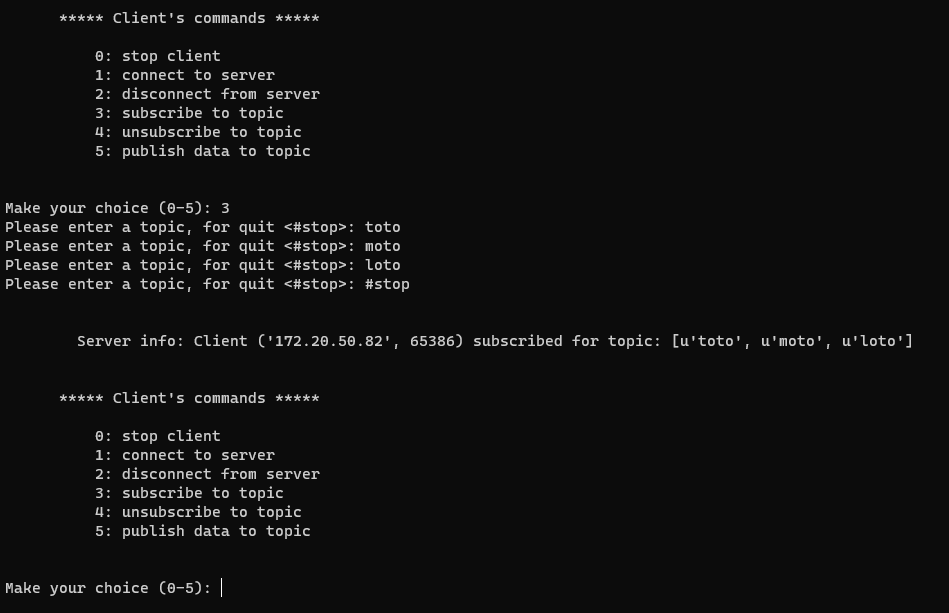 ***** Client's commands *****
0: stop client
1: connect to server
2: disconnect from server
3: subscribe to topic
4: unsubscribe to topic
5: publish data to topic
Make your choice (0-5): 3
Please enter a topic, for quit <#stop>: toto
Please enter a topic, for quit <#stop>: moto
Please enter a topic, for quit <#stop>: loto
Please enter a topic, for quit <#stop>: #stop
Server info: Client ('172.20.50.82', 65386) subscribed for topic: [u'toto', u'moto', u'loto']
***** Client's commands *****
0: stop client
1: connect to server
2: disconnect from server
3: subscribe to topic
4: unsubscribe to topic
5: publish data to topic
Make your choice (0-5):